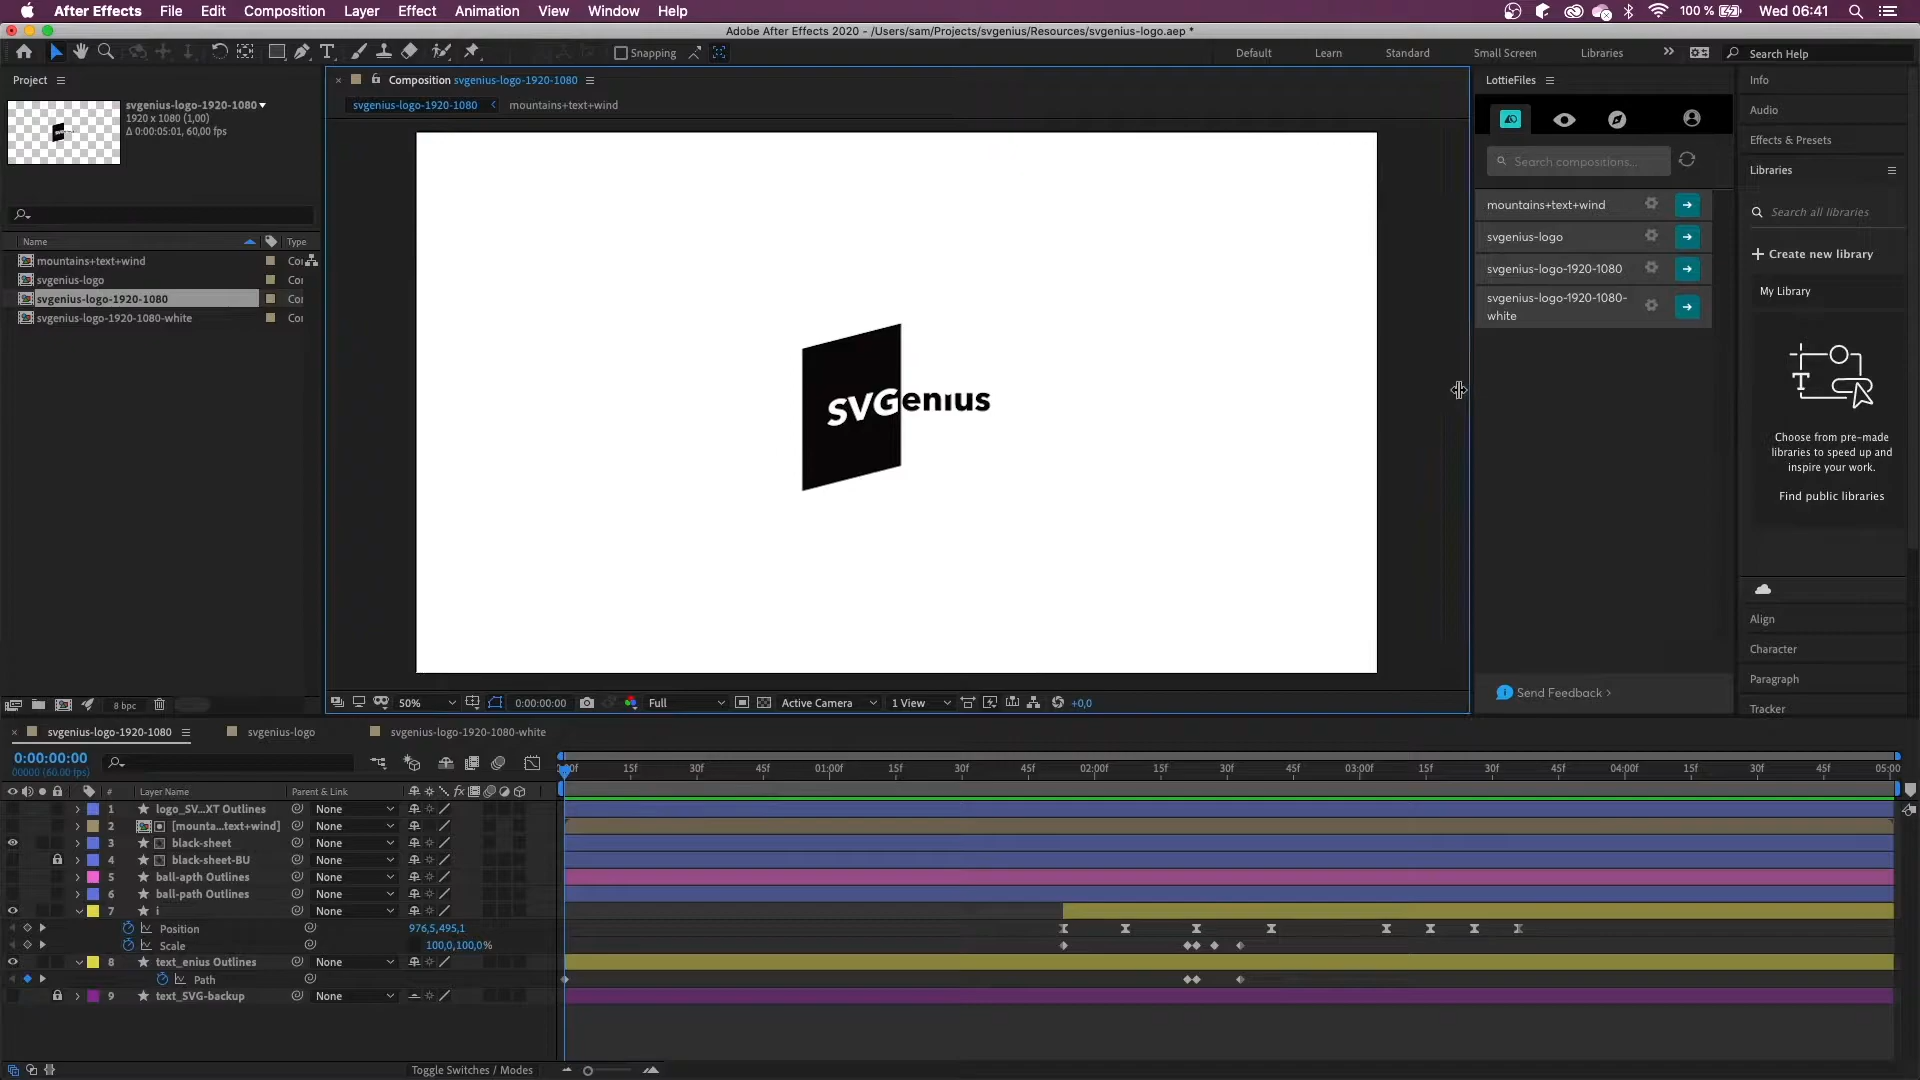 After Effects File Edit Composition Layer Effect Animation View Window Help 100 % Wed 06:41
Adobe After Effects 2020 - /Users/sam/Projects/svgenius/Resources/svgenius-logo.aep *
Snapping Default Learn Standard Small Screen Libraries Search Help
Project
svgenius-logo-1920-1080
1920 x 1080 (1,00)
Δ 0:00:05:01, 60,00 fps
Name Type
mountains+text+wind Coi
svgenius-logo Coi
svgenius-logo-1920-1080 Coi
svgenius-logo-1920-1080-white Coi
8 bpc
Composition svgenius-logo-1920-1080
svgenius-logo-1920-1080 mountains+text+wind
SVGenius
50% 0:00:00:00 Full Active Camera 1 View +0,0
LottieFiles
Search compositions...
mountains+text+wind
svgenius-logo
svgenius-logo-1920-1080
svgenius-logo-1920-1080-
white
Send Feedback >
Info
Audio
Effects & Presets
Libraries
Search all libraries
+ Create new library
My Library
Choose from pre-made
libraries to speed up and
inspire your work.
Find public libraries
Align
Character
Paragraph
Tracker
svgenius-logo-1920-1080 svgenius-logo svgenius-logo-1920-1080-white
0:00:00:00
00000 (60.00 fps)
:00f 15f 30f 45f 01:00f 15f 30f 45f 02:00f 15f 30f 45f 03:00f 15f 30f 45f 04:00f 15f 30f 45f 05:00
# Layer Name Parent & Link
1 logo_SV...XT Outlines None
2 [mounta...text+wind] None
3 black-sheet None
4 black-sheet-BU None
5 ball-apth Outlines None
6 ball-path Outlines None
7 i None
Position 976,5,495,1
Scale 100,0,100,0%
8 text_enius Outlines None
Path
9 text_SVG-backup None
Toggle Switches / Modes